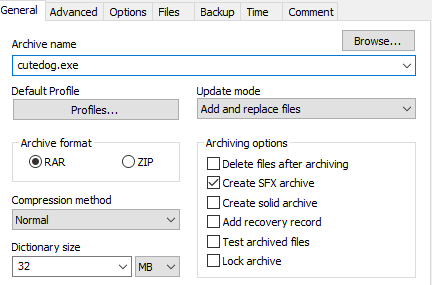 General Advanced Options Files Backup Time Comment
Archive name
Browse...
cutedog.exe
Default Profile
Profiles...
Update mode
Add and replace files
Archive format
RAR ZIP
Compression method
Normal
Dictionary size
32 MB
Archiving options
Delete files after archiving
Create SFX archive
Create solid archive
Add recovery record
Test archived files
Lock archive